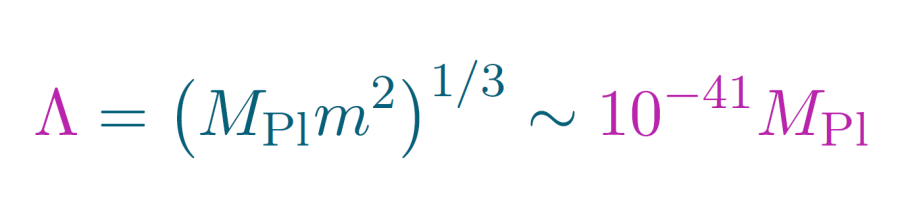 Λ = (M_Pl m²)^{1/3} ∼ 10^{−41} M_Pl